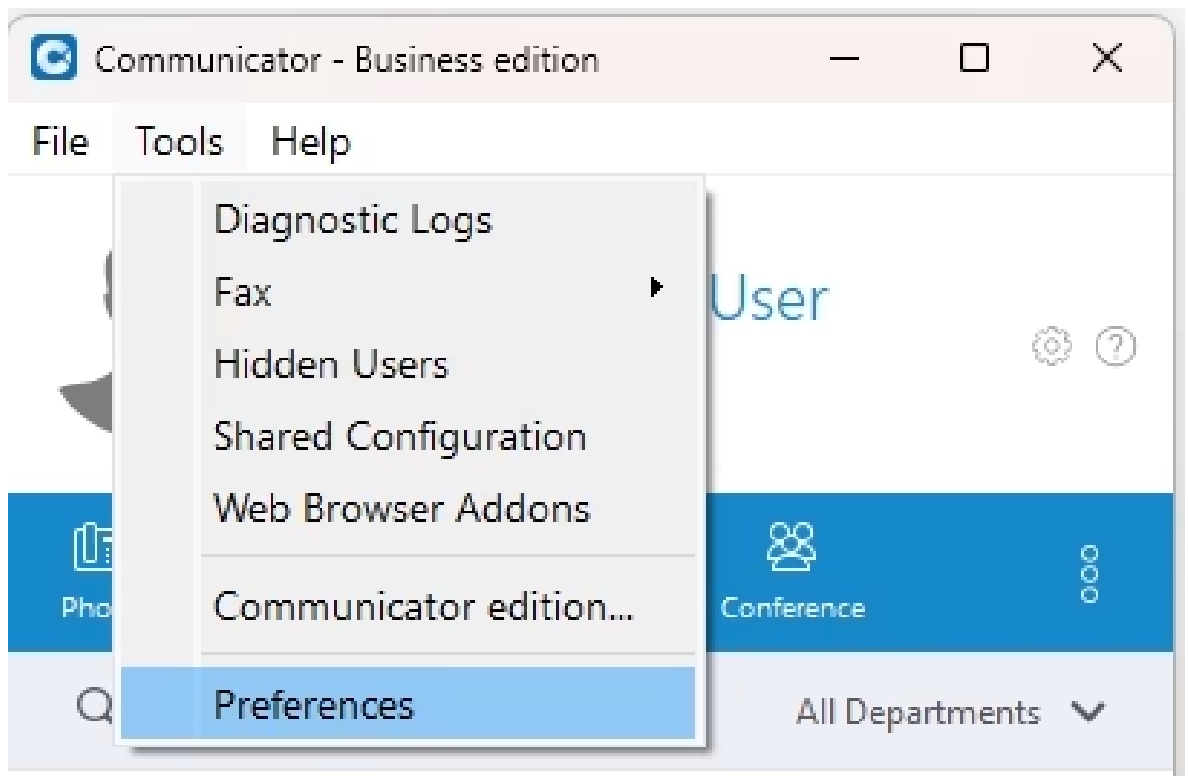 Communicator - Business edition
File Tools Help
Diagnostic Logs
Fax
Hidden Users
Shared Configuration
Web Browser Addons
Communicator edition...
Preferences
User
Pho
Conference
All Departments